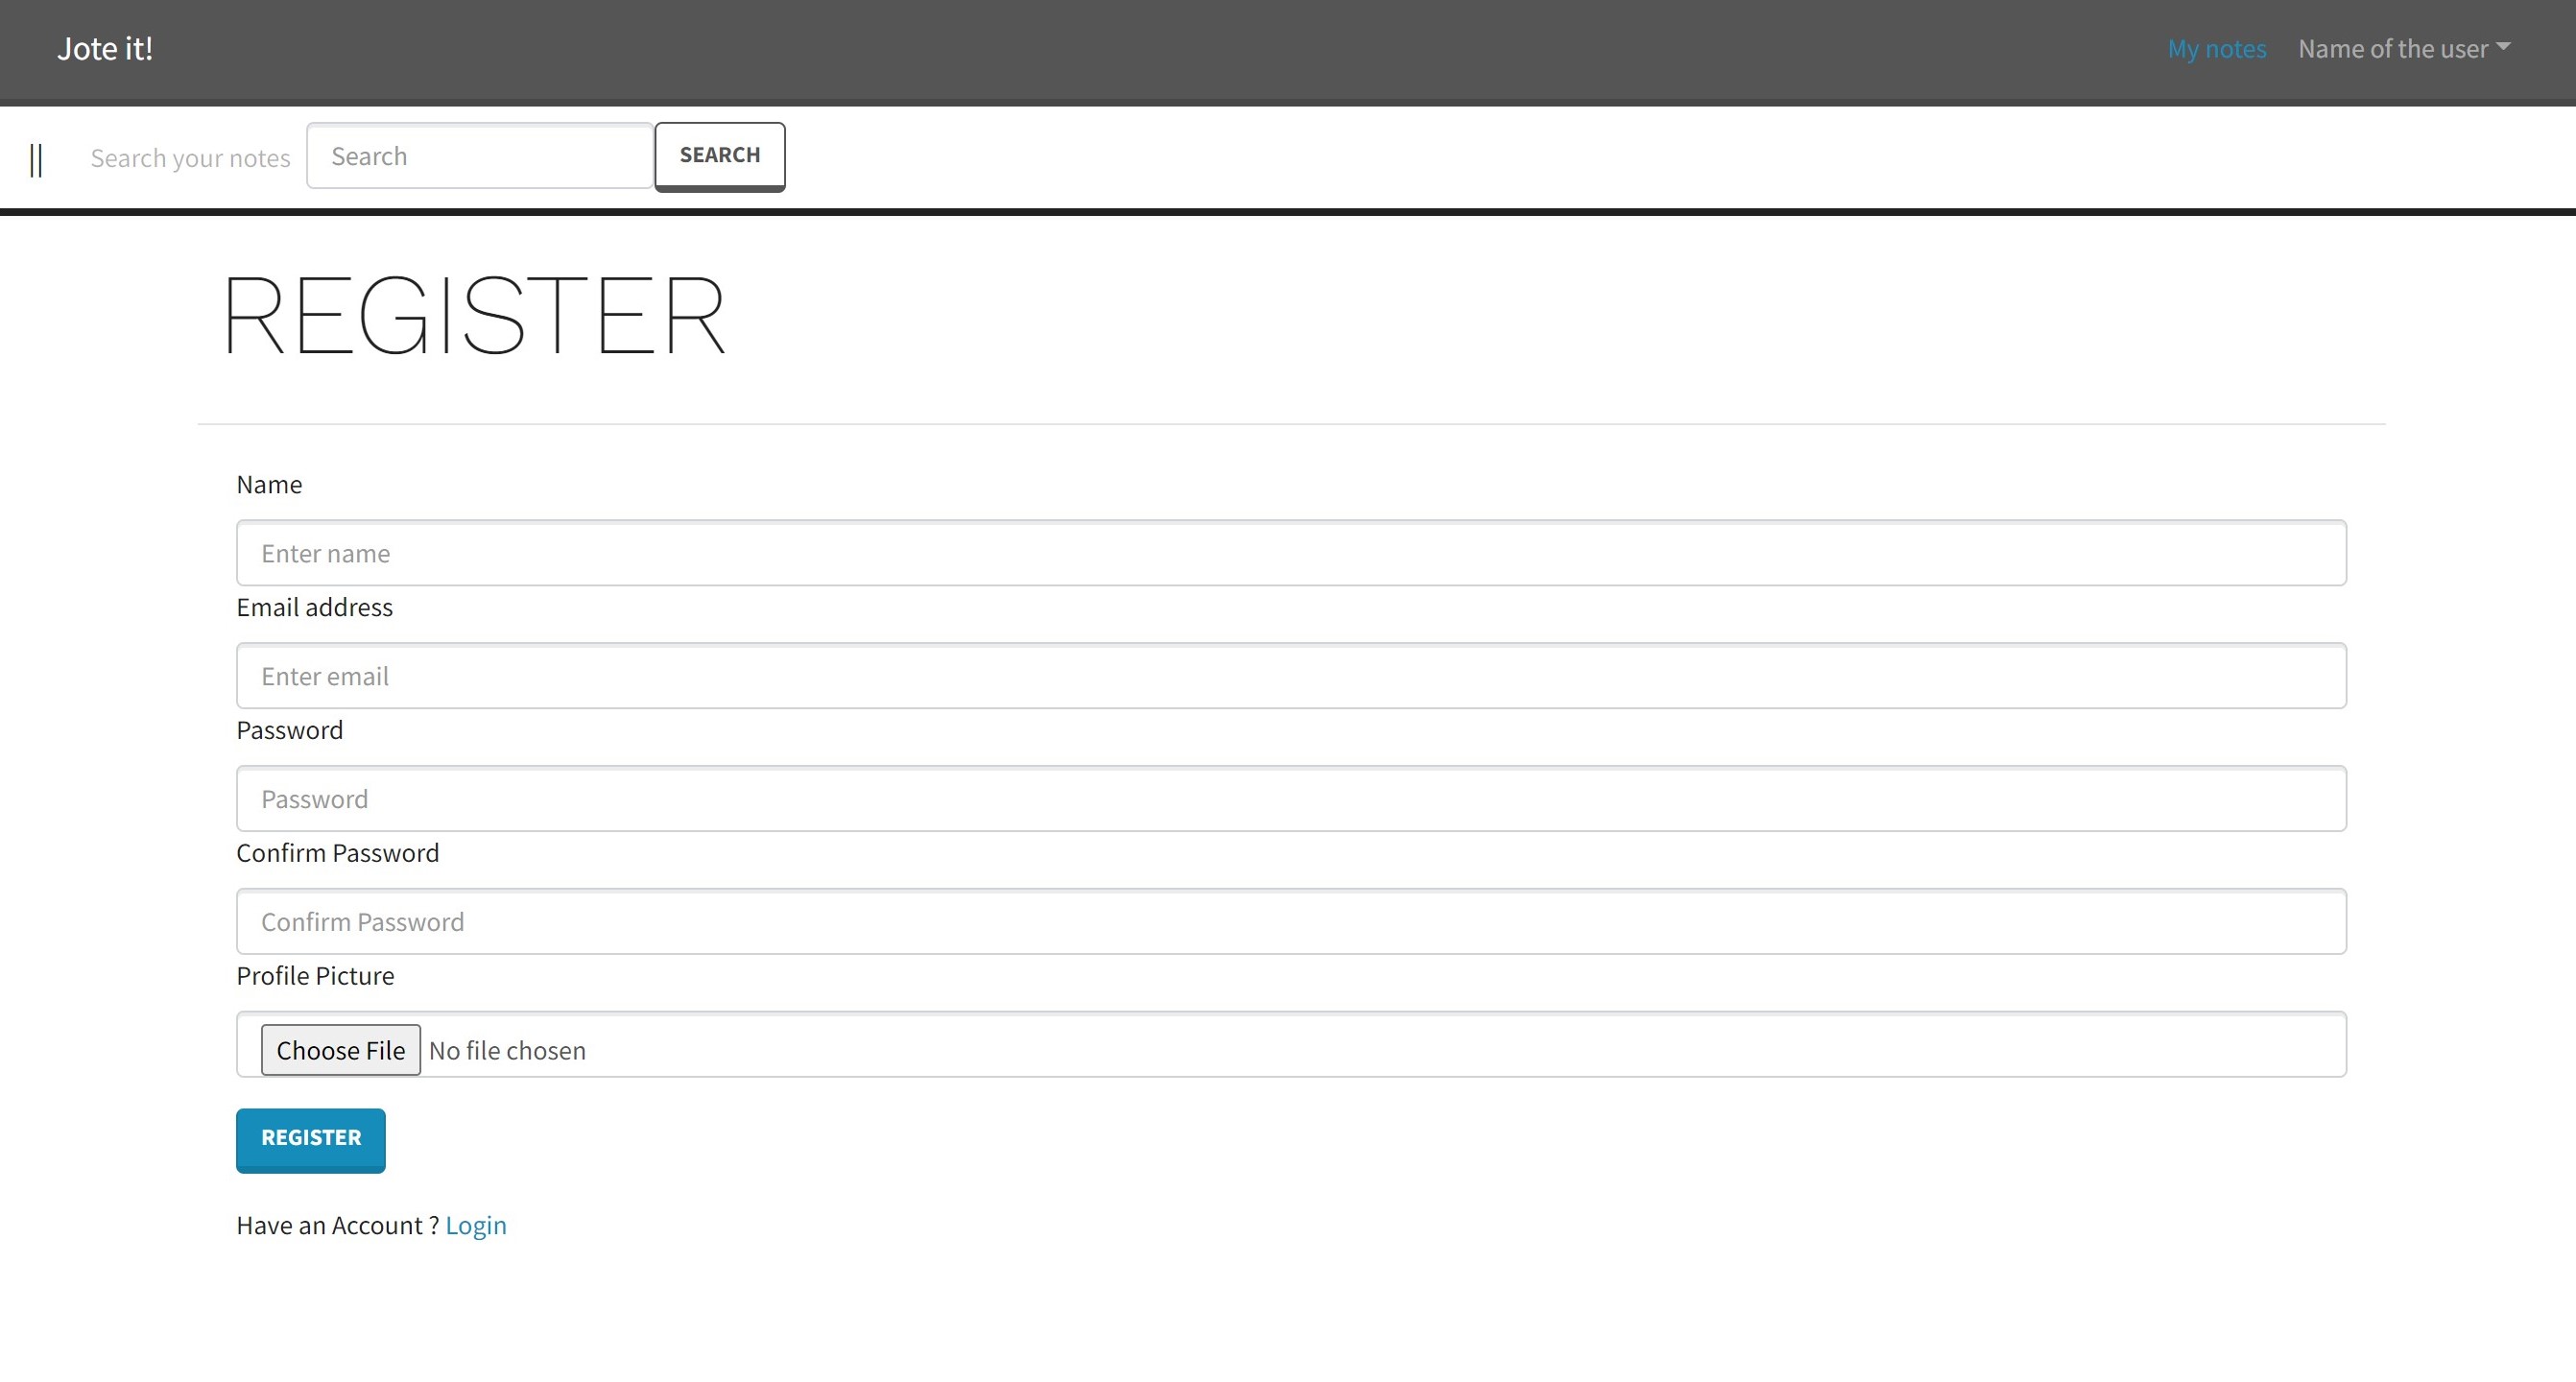 Jote it! My notes Name of the user
|| Search your notes Search SEARCH
REGISTER
Name
Enter name
Email address
Enter email
Password
Password
Confirm Password
Confirm Password
Profile Picture
Choose File No file chosen
REGISTER
Have an Account ? Login